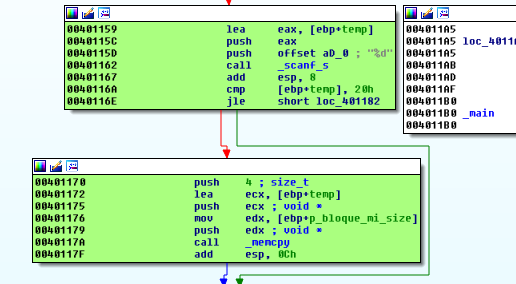 00401159 lea eax, [ebp+temp]
0040115C push eax
0040115D push offset aD_0 ; "%d"
00401162 call _scanf_s
00401167 add esp, 8
0040116A cmp [ebp+temp], 20h
0040116E jle short loc_401182
004011A5
004011A5 loc_4011A
004011A5
004011AB
004011AD
004011AF
004011B0
004011B0 _main
004011B0
00401170 push 4 ; size_t
00401172 lea ecx, [ebp+temp]
00401175 push ecx ; void *
00401176 mov edx, [ebp+p_bloque_mi_size]
00401179 push edx ; void *
0040117A call _memcpy
0040117F add esp, 0Ch